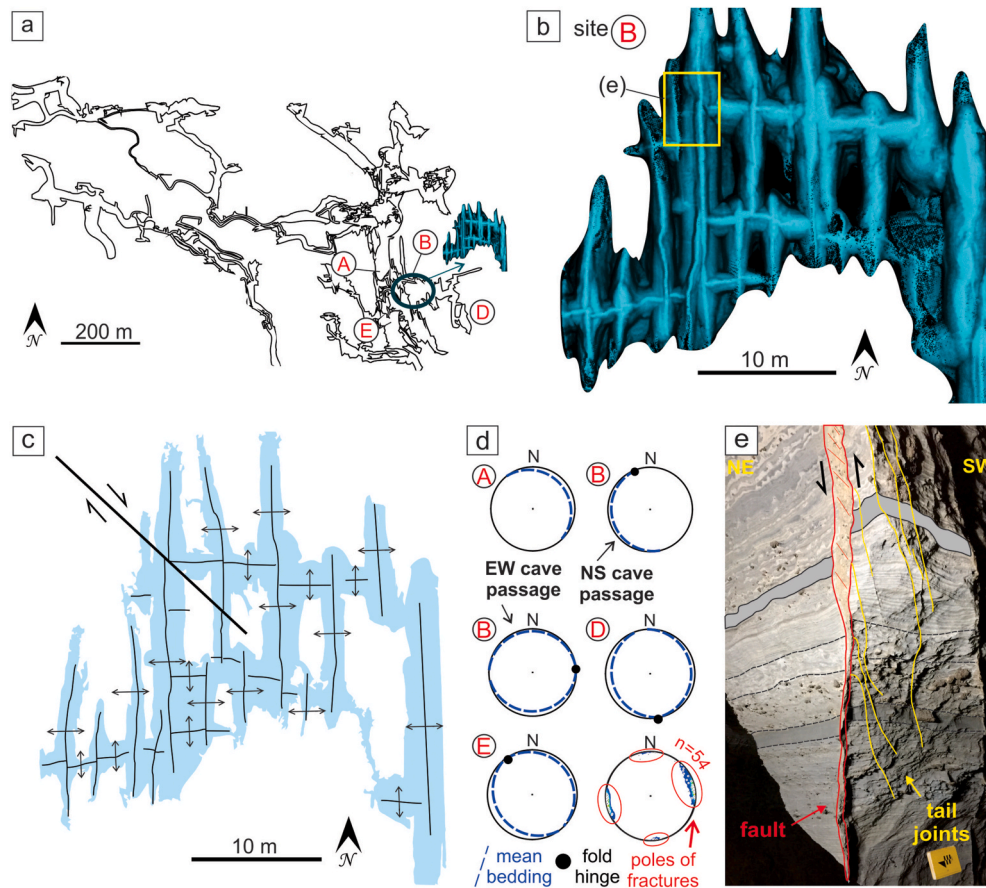 a
A
B
D
E
N
200 m
b
site B
(e)
10 m
N
c
10 m
N
d
A
N
B
N
EW cave
passage
NS cave
passage
B
N
D
N
E
N
n=54
mean
bedding
fold
hinge
poles of
fractures
e
NE
SW
fault
tail
joints